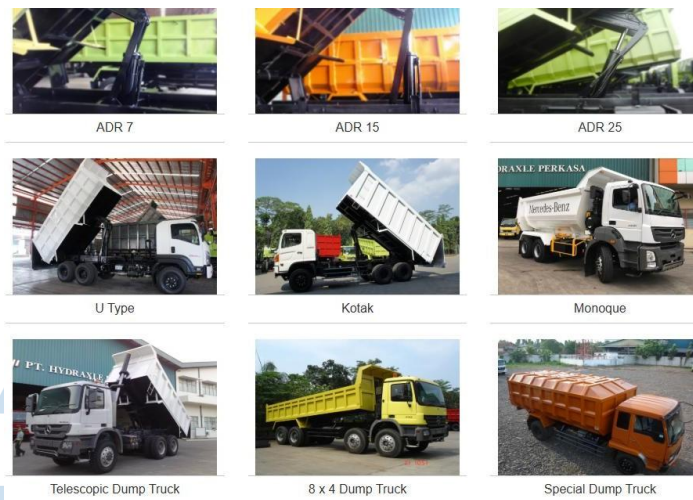 ADR 7
ADR 15
ADR 25
DRAXLE PERKASA
Mercedes-Benz
U Type
Kotak
Monoque
PT. HYDRAXLE
Telescopic Dump Truck
8 x 4 Dump Truck
Special Dump Truck